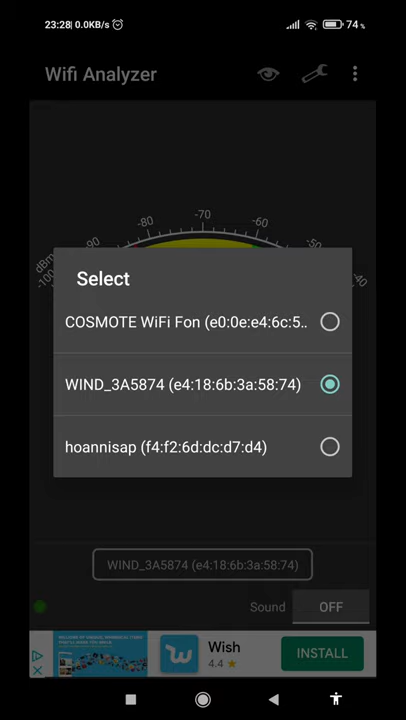 23:28 0.0KB/s 74%
Wifi Analyzer
-70
-80 -60
-90 -50
dBm
-100 -40
Select
COSMOTE WiFi Fon (e0:0e:e4:6c:5..
WIND_3A5874 (e4:18:6b:3a:58:74)
hoannisap (f4:f2:6d:dc:d7:d4)
WIND_3A5874 (e4:18:6b:3a:58:74)
Sound OFF
Wish
4.4 ★
INSTALL